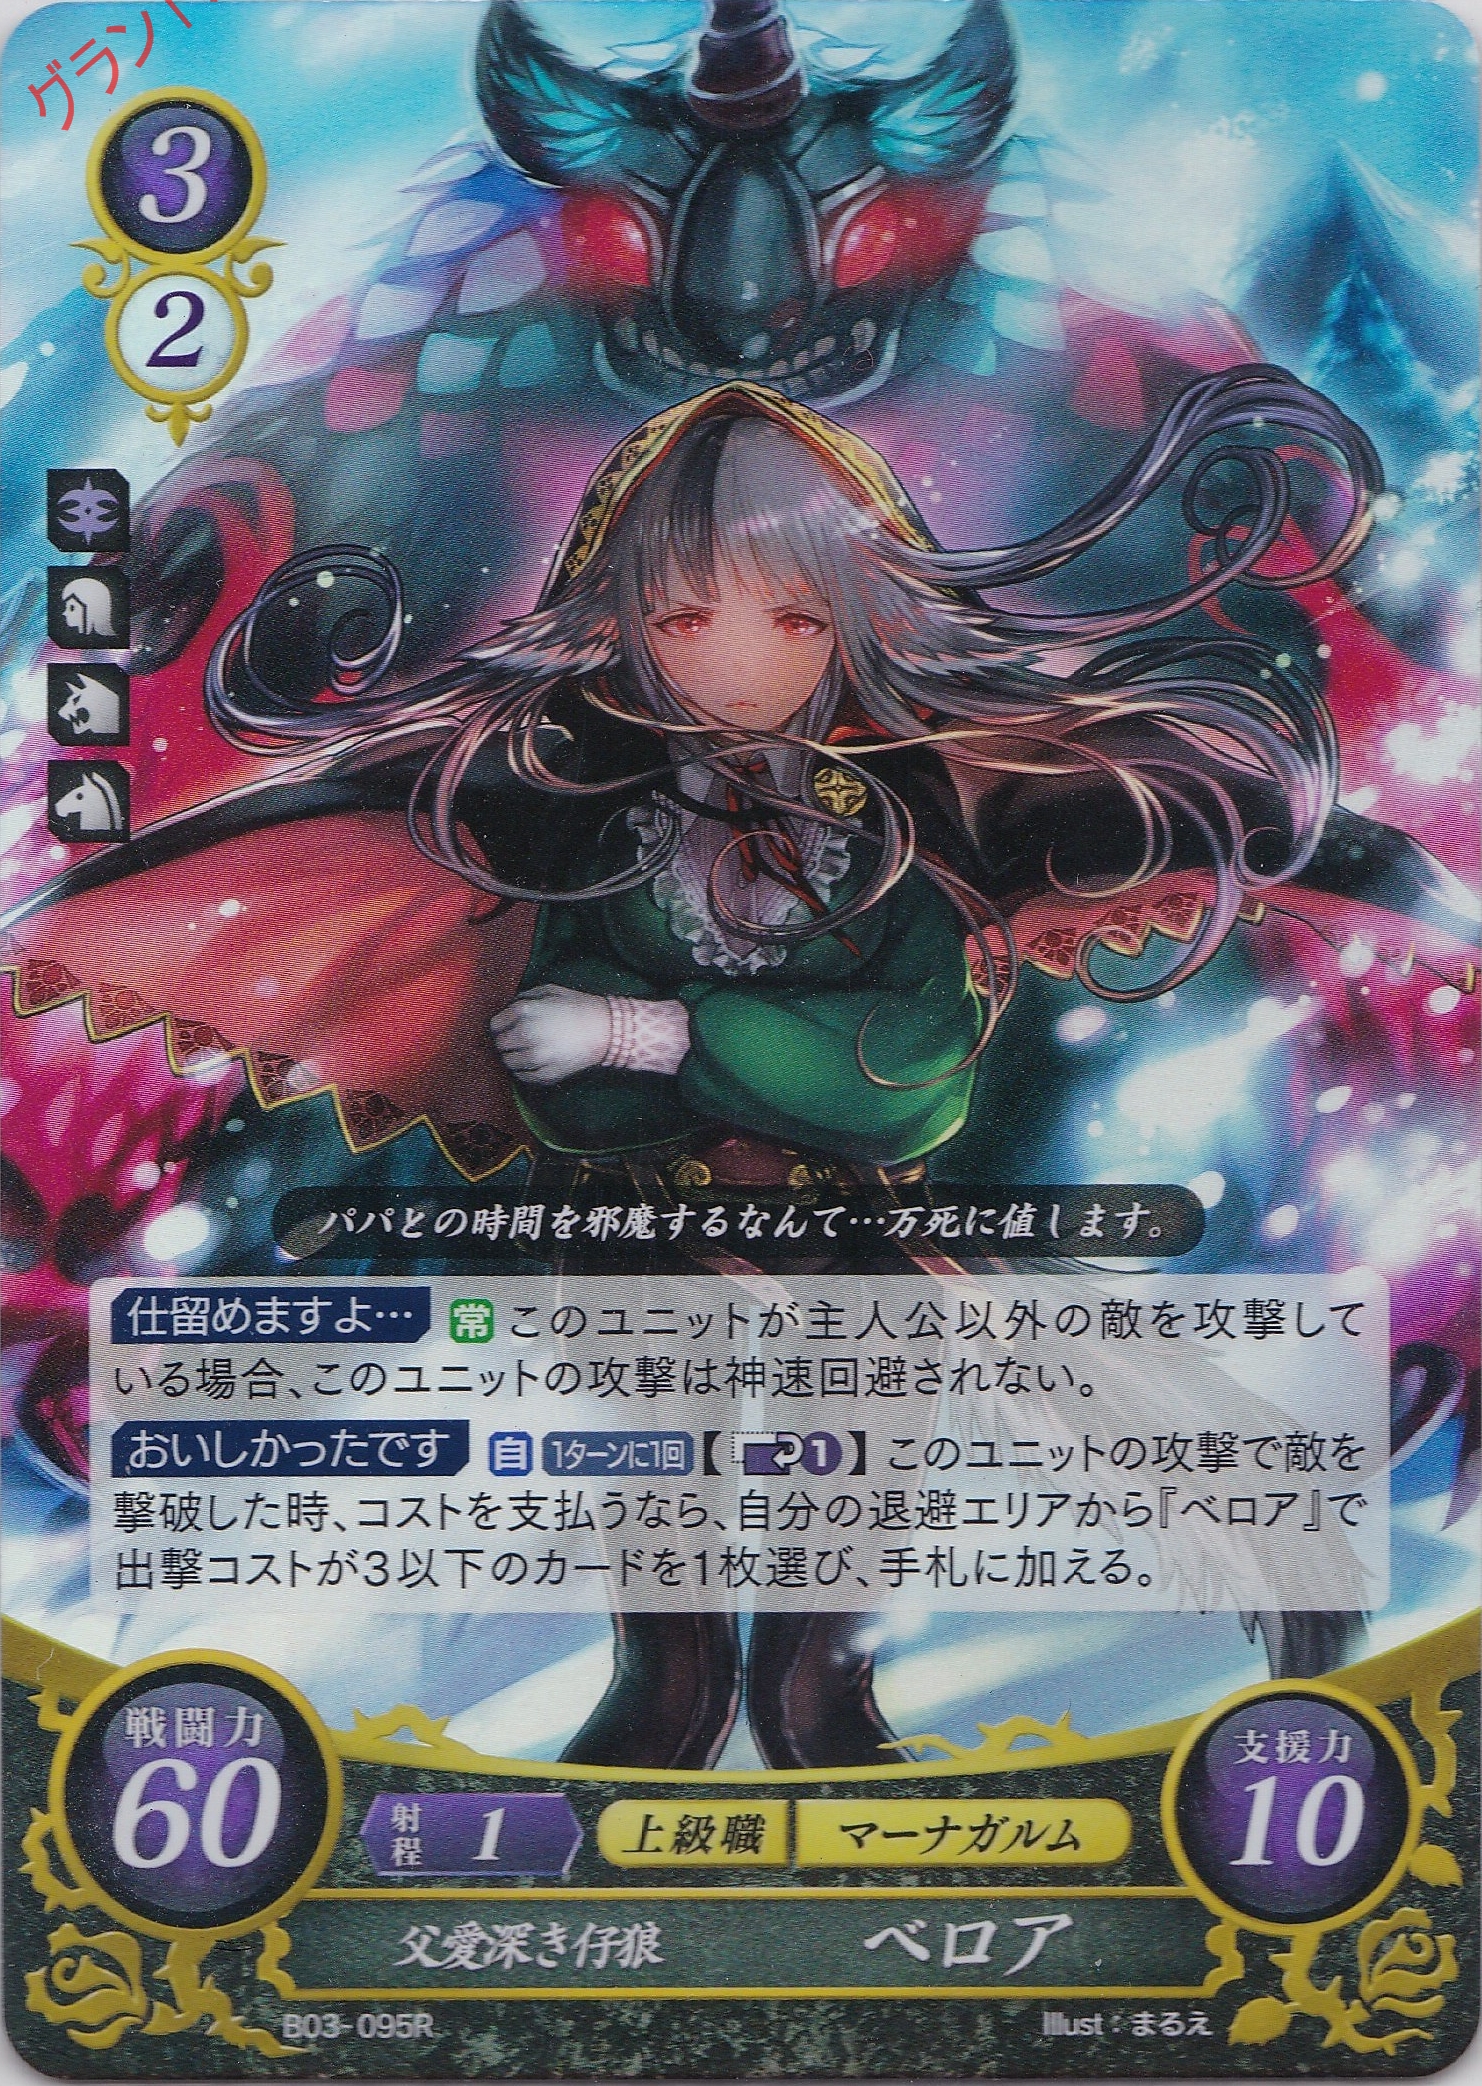 グラン
3
2
パパとの時間を邪魔するなんて…万死に値します。
仕留めますよ… 常 このユニットが主人公以外の敵を攻撃して
いる場合、このユニットの攻撃は神速回避されない。
おいしかったです 自 1ターンに1回 【 1 】 このユニットの攻撃で敵を
撃破した時、コストを支払うなら、自分の退避エリアから『ベロア』で
出撃コストが3以下のカードを1枚選び、手札に加える。
戦闘力
60
射程 1
上級職 マーナガルム
支援力
10
父愛深き仔狼 ベロア
B03-095R
Illust：まるえ